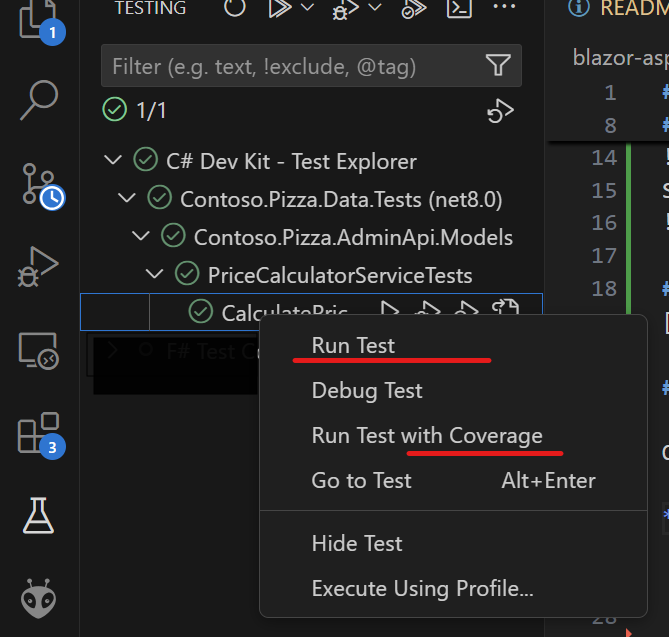 TESTING
README
1
Filter (e.g. text, !exclude, @tag)
blazor-asp
1/1
1 #
8 #
C# Dev Kit - Test Explorer
14 !
Contoso.Pizza.Data.Tests (net8.0)
15 s
16 !
Contoso.Pizza.AdminApi.Models
17
PriceCalculatorServiceTests
18 #
CalculatePric
F# Test C
Run Test
Debug Test
Run Test with Coverage
3
Go to Test Alt+Enter
Hide Test
Execute Using Profile...
28